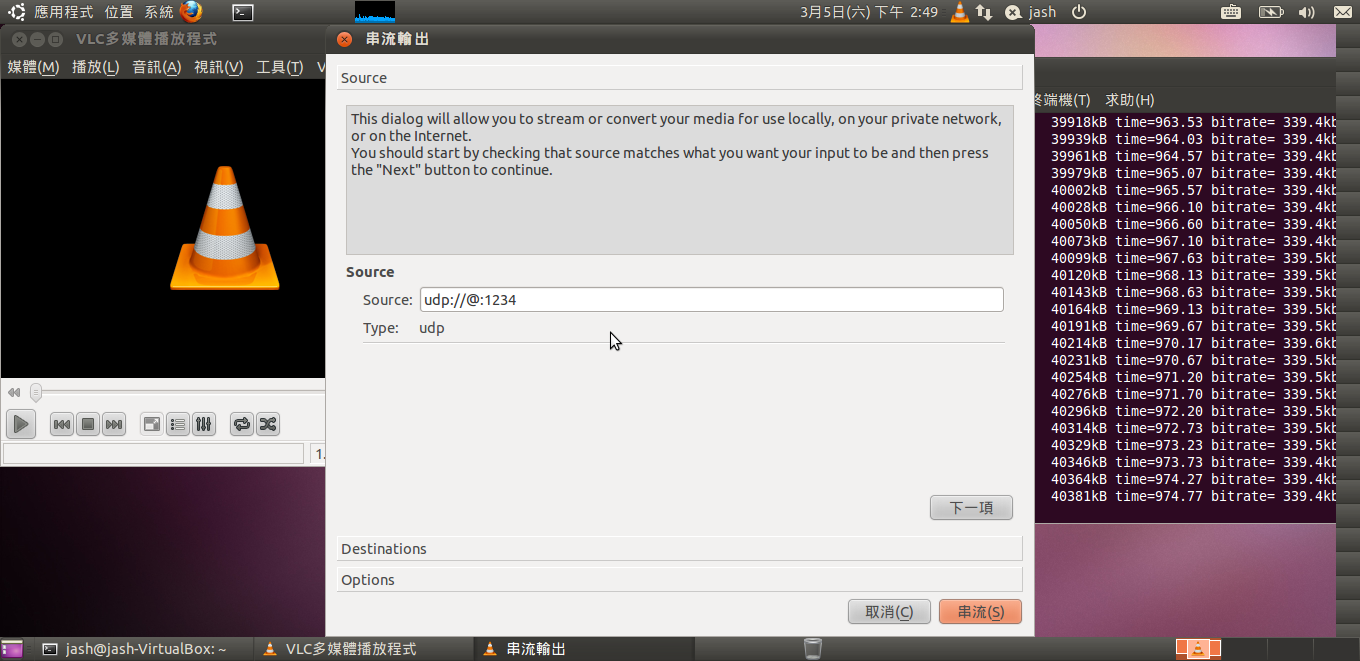 應用程式 位置 系統
3月5日(六) 下午 2:49
jash
VLC多媒體播放程式
媒體(M) 播放(L) 音訊(A) 視訊(V) 工具(T) V
1.
串流輸出
Source
This dialog will allow you to stream or convert your media for use locally, on your private network,
or on the Internet.
You should start by checking that source matches what you want your input to be and then press
the "Next" button to continue.
Source
Source: udp://@:1234
Type: udp
下一項
Destinations
Options
取消(C) 串流(S)
終端機(T) 求助(H)
39918kB time=963.53 bitrate= 339.4kb
39939kB time=964.03 bitrate= 339.4kb
39961kB time=964.57 bitrate= 339.4kb
39979kB time=965.07 bitrate= 339.4kb
40002kB time=965.57 bitrate= 339.4kb
40028kB time=966.10 bitrate= 339.4kb
40050kB time=966.60 bitrate= 339.4kb
40073kB time=967.10 bitrate= 339.4kb
40099kB time=967.63 bitrate= 339.5kb
40120kB time=968.13 bitrate= 339.5kb
40143kB time=968.63 bitrate= 339.5kb
40164kB time=969.13 bitrate= 339.5kb
40191kB time=969.67 bitrate= 339.5kb
40214kB time=970.17 bitrate= 339.6kb
40231kB time=970.67 bitrate= 339.5kb
40254kB time=971.20 bitrate= 339.5kb
40276kB time=971.70 bitrate= 339.5kb
40296kB time=972.20 bitrate= 339.5kb
40314kB time=972.73 bitrate= 339.5kb
40329kB time=973.23 bitrate= 339.5kb
40346kB time=973.73 bitrate= 339.4kb
40364kB time=974.27 bitrate= 339.4kb
40381kB time=974.77 bitrate= 339.4kb
jash@jash-VirtualBox: ~
VLC多媒體播放程式
串流輸出